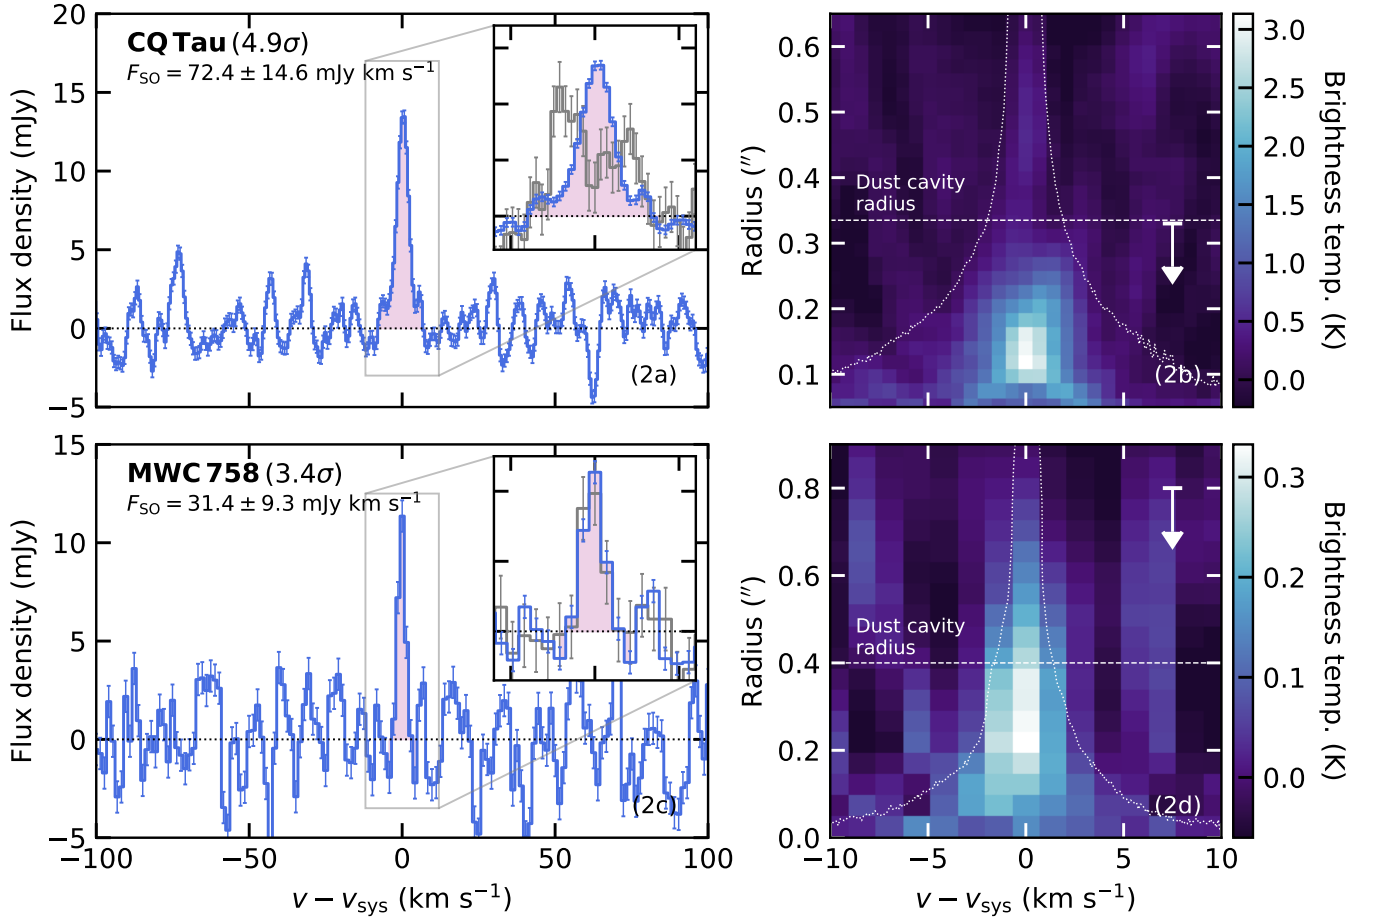 20
15
10
5
0
−5
Flux density (mJy)
CQ Tau (4.9σ)
F_SO = 72.4 ± 14.6 mJy km s⁻¹
(2a)
0.6
0.5
0.4
0.3
0.2
0.1
Radius (″)
Dust cavity
radius
(2b)
−10
3.0
2.5
2.0
1.5
1.0
0.5
0.0
Brightness temp. (K)
15
10
5
0
−5
Flux density (mJy)
MWC 758 (3.4σ)
F_SO = 31.4 ± 9.3 mJy km s⁻¹
(2c)
−100
−50
0
50
100
v − v_sys (km s⁻¹)
0.8
0.6
0.4
0.2
0.0
Radius (″)
Dust cavity
radius
(2d)
−10
−5
0
5
10
v − v_sys (km s⁻¹)
0.3
0.2
0.1
0.0
Brightness temp. (K)